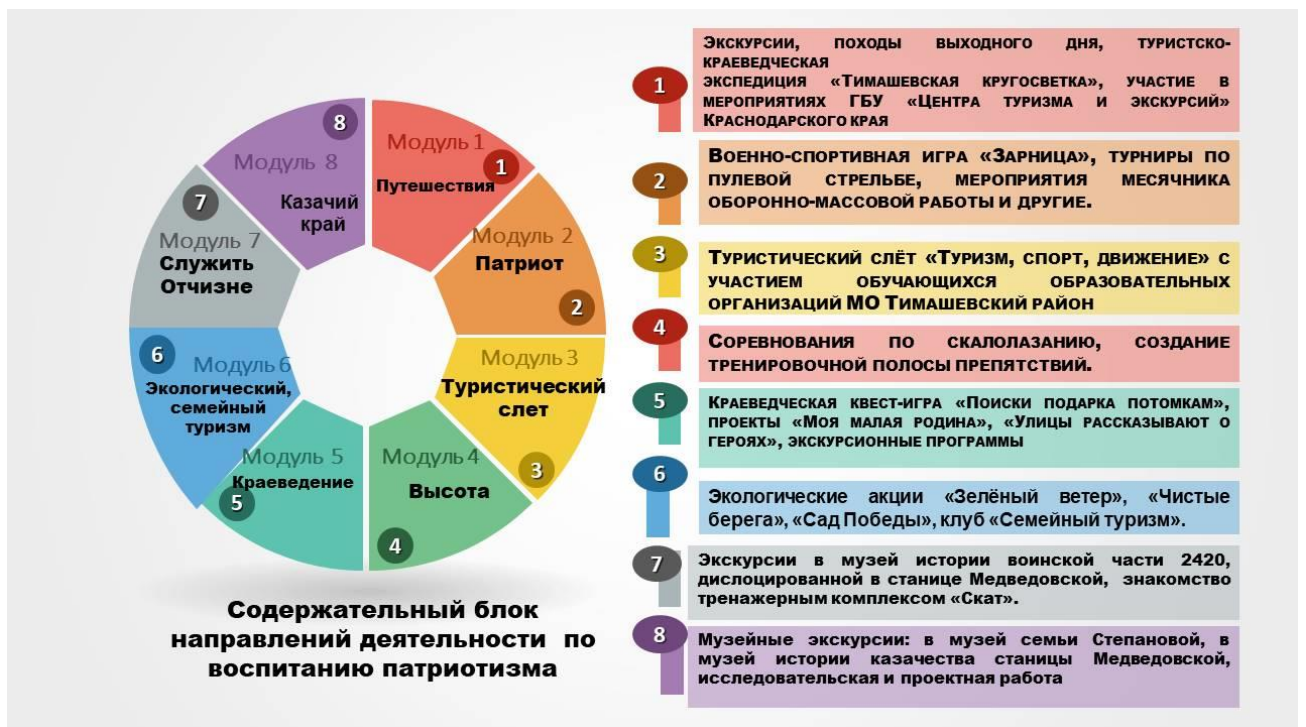 8
Модуль 8
Казачий
край
Модуль 1
1
Путешествия
7
Модуль 7
Служить
Отчизне
Модуль 2
Патриот
2
6
Модуль 6
Экологический,
семейный
туризм
Модуль 3
Туристический
слет
3
Модуль 5
Краеведение
5
Модуль 4
Высота
4
Содержательный блок
направлений деятельности по
воспитанию патриотизма
1
Экскурсии, походы выходного дня, туристско-
краеведческая
экспедиция «Тимашевская кругосветка», участие в
мероприятиях ГБУ «Центра туризма и экскурсий»
Краснодарского края
2
Военно-спортивная игра «Зарница», турниры по
пулевой стрельбе, мероприятия месячника
оборонно-массовой работы и другие.
3
Туристический слёт «Туризм, спорт, движение» с
участием обучающихся образовательных
организаций МО Тимашевский район
4
Соревнования по скалолазанию, создание
тренировочной полосы препятствий.
5
Краеведческая квест-игра «Поиски подарка потомкам»,
проекты «Моя малая родина», «Улицы рассказывают о
героях», экскурсионные программы
6
Экологические акции «Зелёный ветер», «Чистые
берега», «Сад Победы», клуб «Семейный туризм».
7
Экскурсии в музей истории воинской части 2420,
дислоцированной в станице Медведовской, знакомство
тренажерным комплексом «Скат».
8
Музейные экскурсии: в музей семьи Степановой, в
музей истории казачества станицы Медведовской,
исследовательская и проектная работа